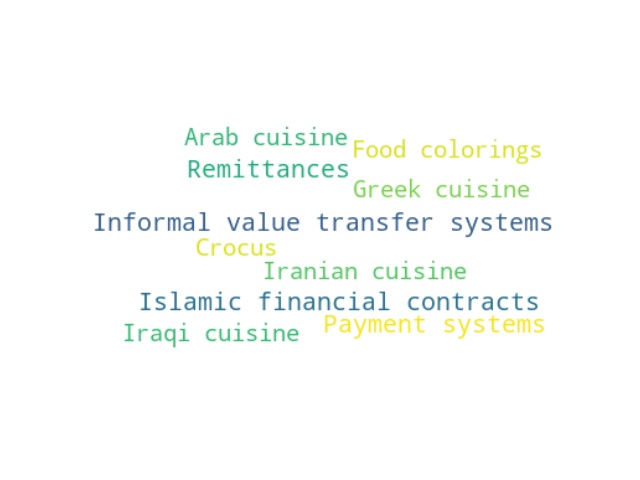 Arab cuisine
Food colorings
Remittances
Greek cuisine
Informal value transfer systems
Crocus
Iranian cuisine
Islamic financial contracts
Payment systems
Iraqi cuisine